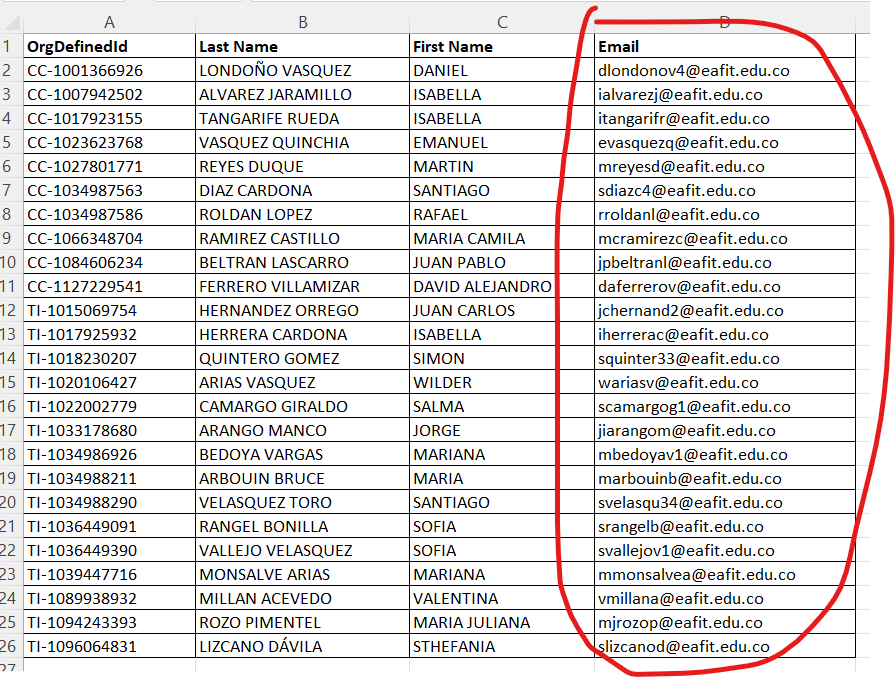 A B C D
1 OrgDefinedId Last Name First Name Email
2 CC-1001366926 LONDOÑO VASQUEZ DANIEL dlondonov4@eafit.edu.co
3 CC-1007942502 ALVAREZ JARAMILLO ISABELLA ialvarezj@eafit.edu.co
4 CC-1017923155 TANGARIFE RUEDA ISABELLA itangarifr@eafit.edu.co
5 CC-1023623768 VASQUEZ QUINCHIA EMANUEL evasquezq@eafit.edu.co
6 CC-1027801771 REYES DUQUE MARTIN mreyesd@eafit.edu.co
7 CC-1034987563 DIAZ CARDONA SANTIAGO sdiazc4@eafit.edu.co
8 CC-1034987586 ROLDAN LOPEZ RAFAEL rroldanl@eafit.edu.co
9 CC-1066348704 RAMIREZ CASTILLO MARIA CAMILA mcramirezc@eafit.edu.co
10 CC-1084606234 BELTRAN LASCARRO JUAN PABLO jpbeltranl@eafit.edu.co
11 CC-1127229541 FERRERO VILLAMIZAR DAVID ALEJANDRO daferrerov@eafit.edu.co
12 TI-1015069754 HERNANDEZ ORREGO JUAN CARLOS jchernand2@eafit.edu.co
13 TI-1017925932 HERRERA CARDONA ISABELLA iherrerac@eafit.edu.co
14 TI-1018230207 QUINTERO GOMEZ SIMON squinter33@eafit.edu.co
15 TI-1020106427 ARIAS VASQUEZ WILDER wariasv@eafit.edu.co
16 TI-1022002779 CAMARGO GIRALDO SALMA scamargog1@eafit.edu.co
17 TI-1033178680 ARANGO MANCO JORGE jiarangom@eafit.edu.co
18 TI-1034986926 BEDOYA VARGAS MARIANA mbedoyav1@eafit.edu.co
19 TI-1034988211 ARBOUIN BRUCE MARIA marbouinb@eafit.edu.co
20 TI-1034988290 VELASQUEZ TORO SANTIAGO svelasqu34@eafit.edu.co
21 TI-1036449091 RANGEL BONILLA SOFIA srangelb@eafit.edu.co
22 TI-1036449390 VALLEJO VELASQUEZ SOFIA svallejov1@eafit.edu.co
23 TI-1039447716 MONSALVE ARIAS MARIANA mmonsalvea@eafit.edu.co
24 TI-1089938932 MILLAN ACEVEDO VALENTINA vmillana@eafit.edu.co
25 TI-1094243393 ROZO PIMENTEL MARIA JULIANA mjrozop@eafit.edu.co
26 TI-1096064831 LIZCANO DÁVILA STHEFANIA slizcanod@eafit.edu.co
27